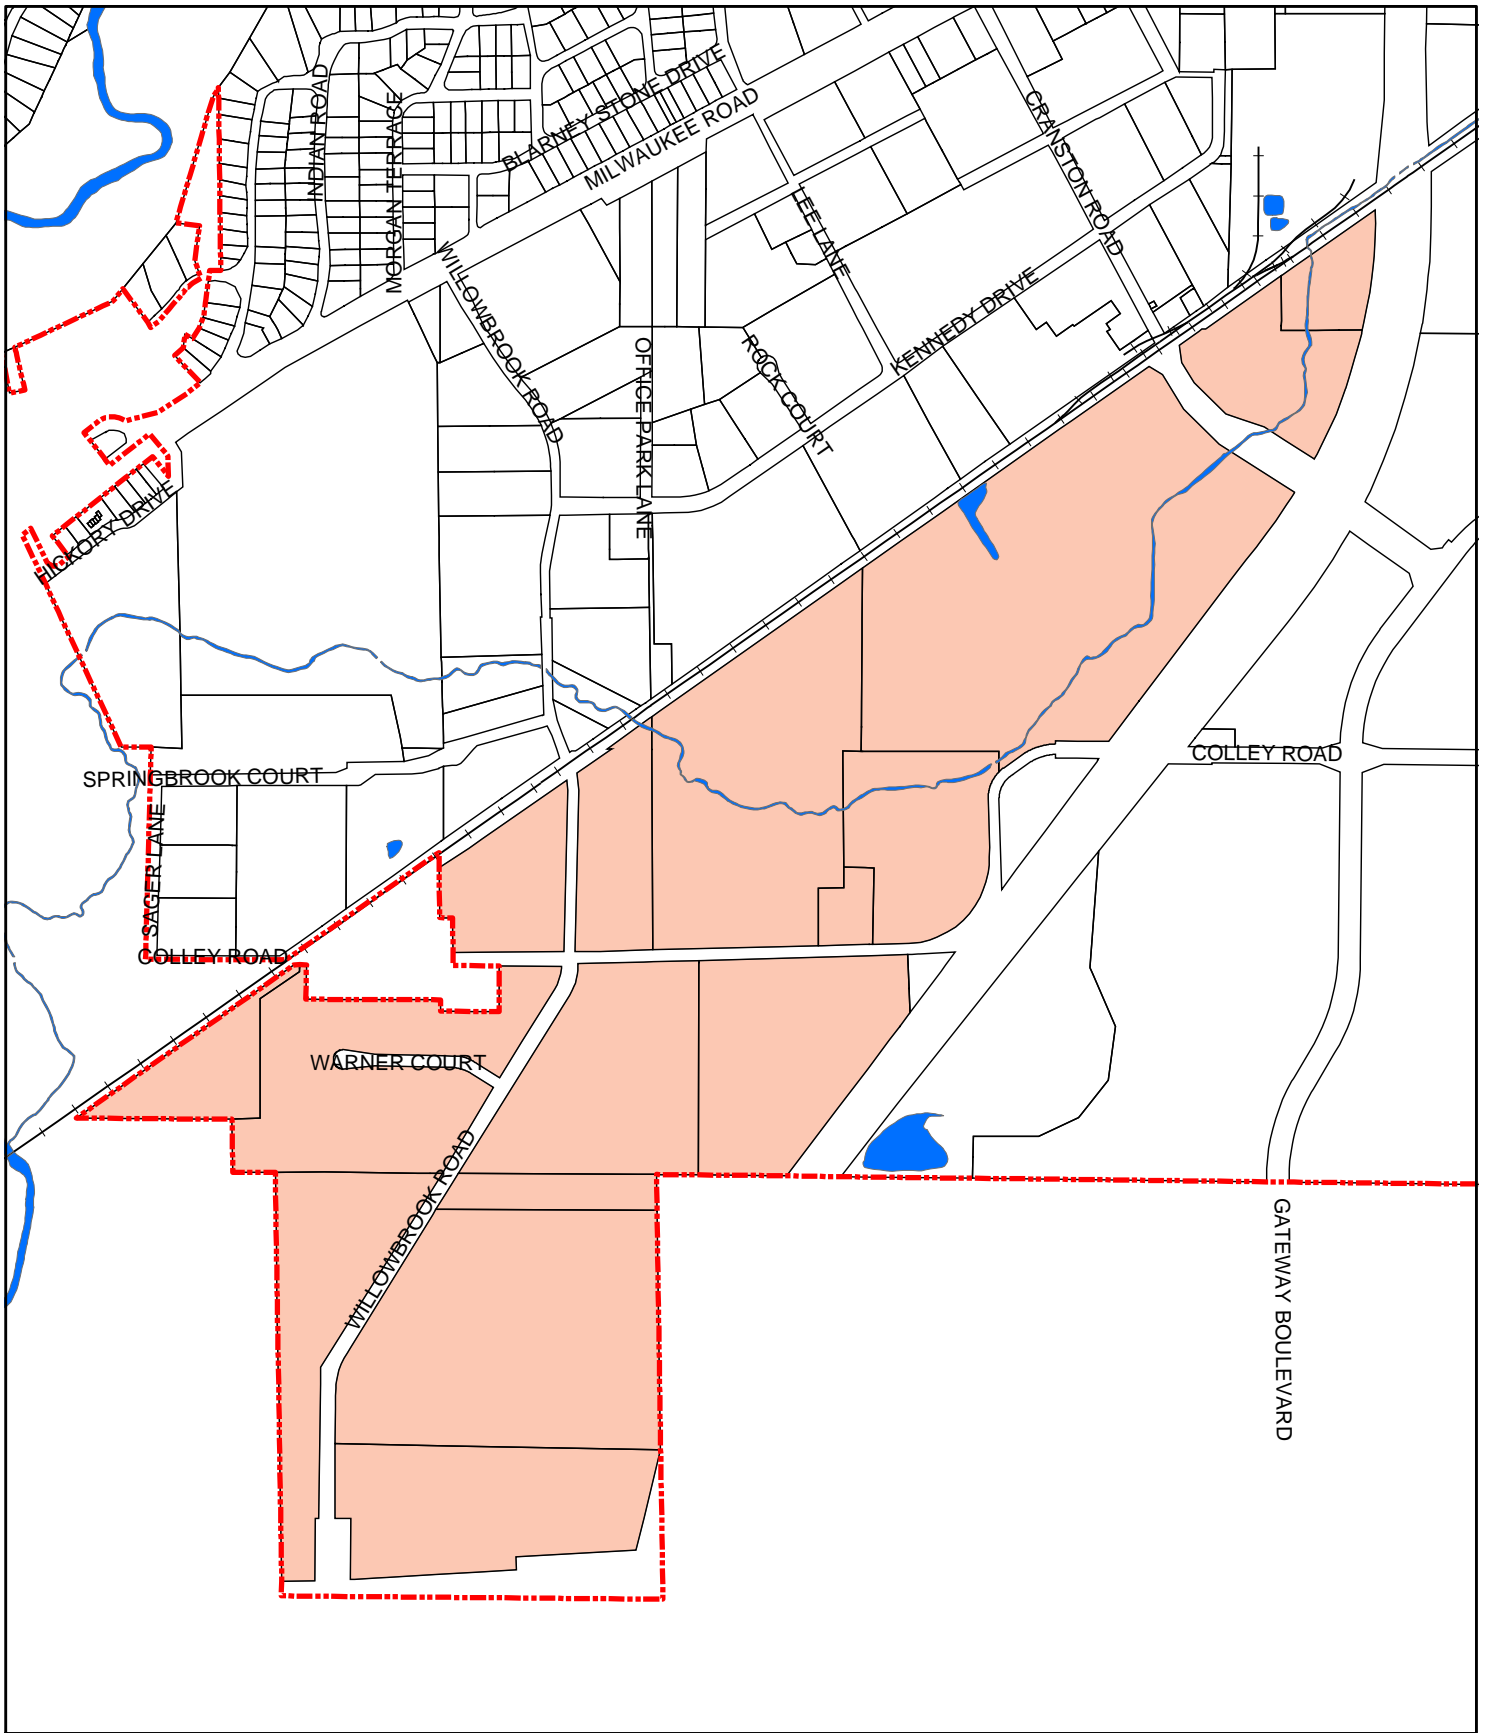 INDIAN ROAD
MORGAN TERRACE
BLARNEY STONE DRIVE
MILWAUKEE ROAD
CRANSTON ROAD
LEE LANE
WILLOWBROOK ROAD
KENNEDY DRIVE
OFFICE PARK LANE
ROCK COURT
HICKORY DRIVE
COLLEY ROAD
SPRINGBROOK COURT
SAGER LANE
COLLEY ROAD
WARNER COURT
WILLOWBROOK ROAD
GATEWAY BOULEVARD